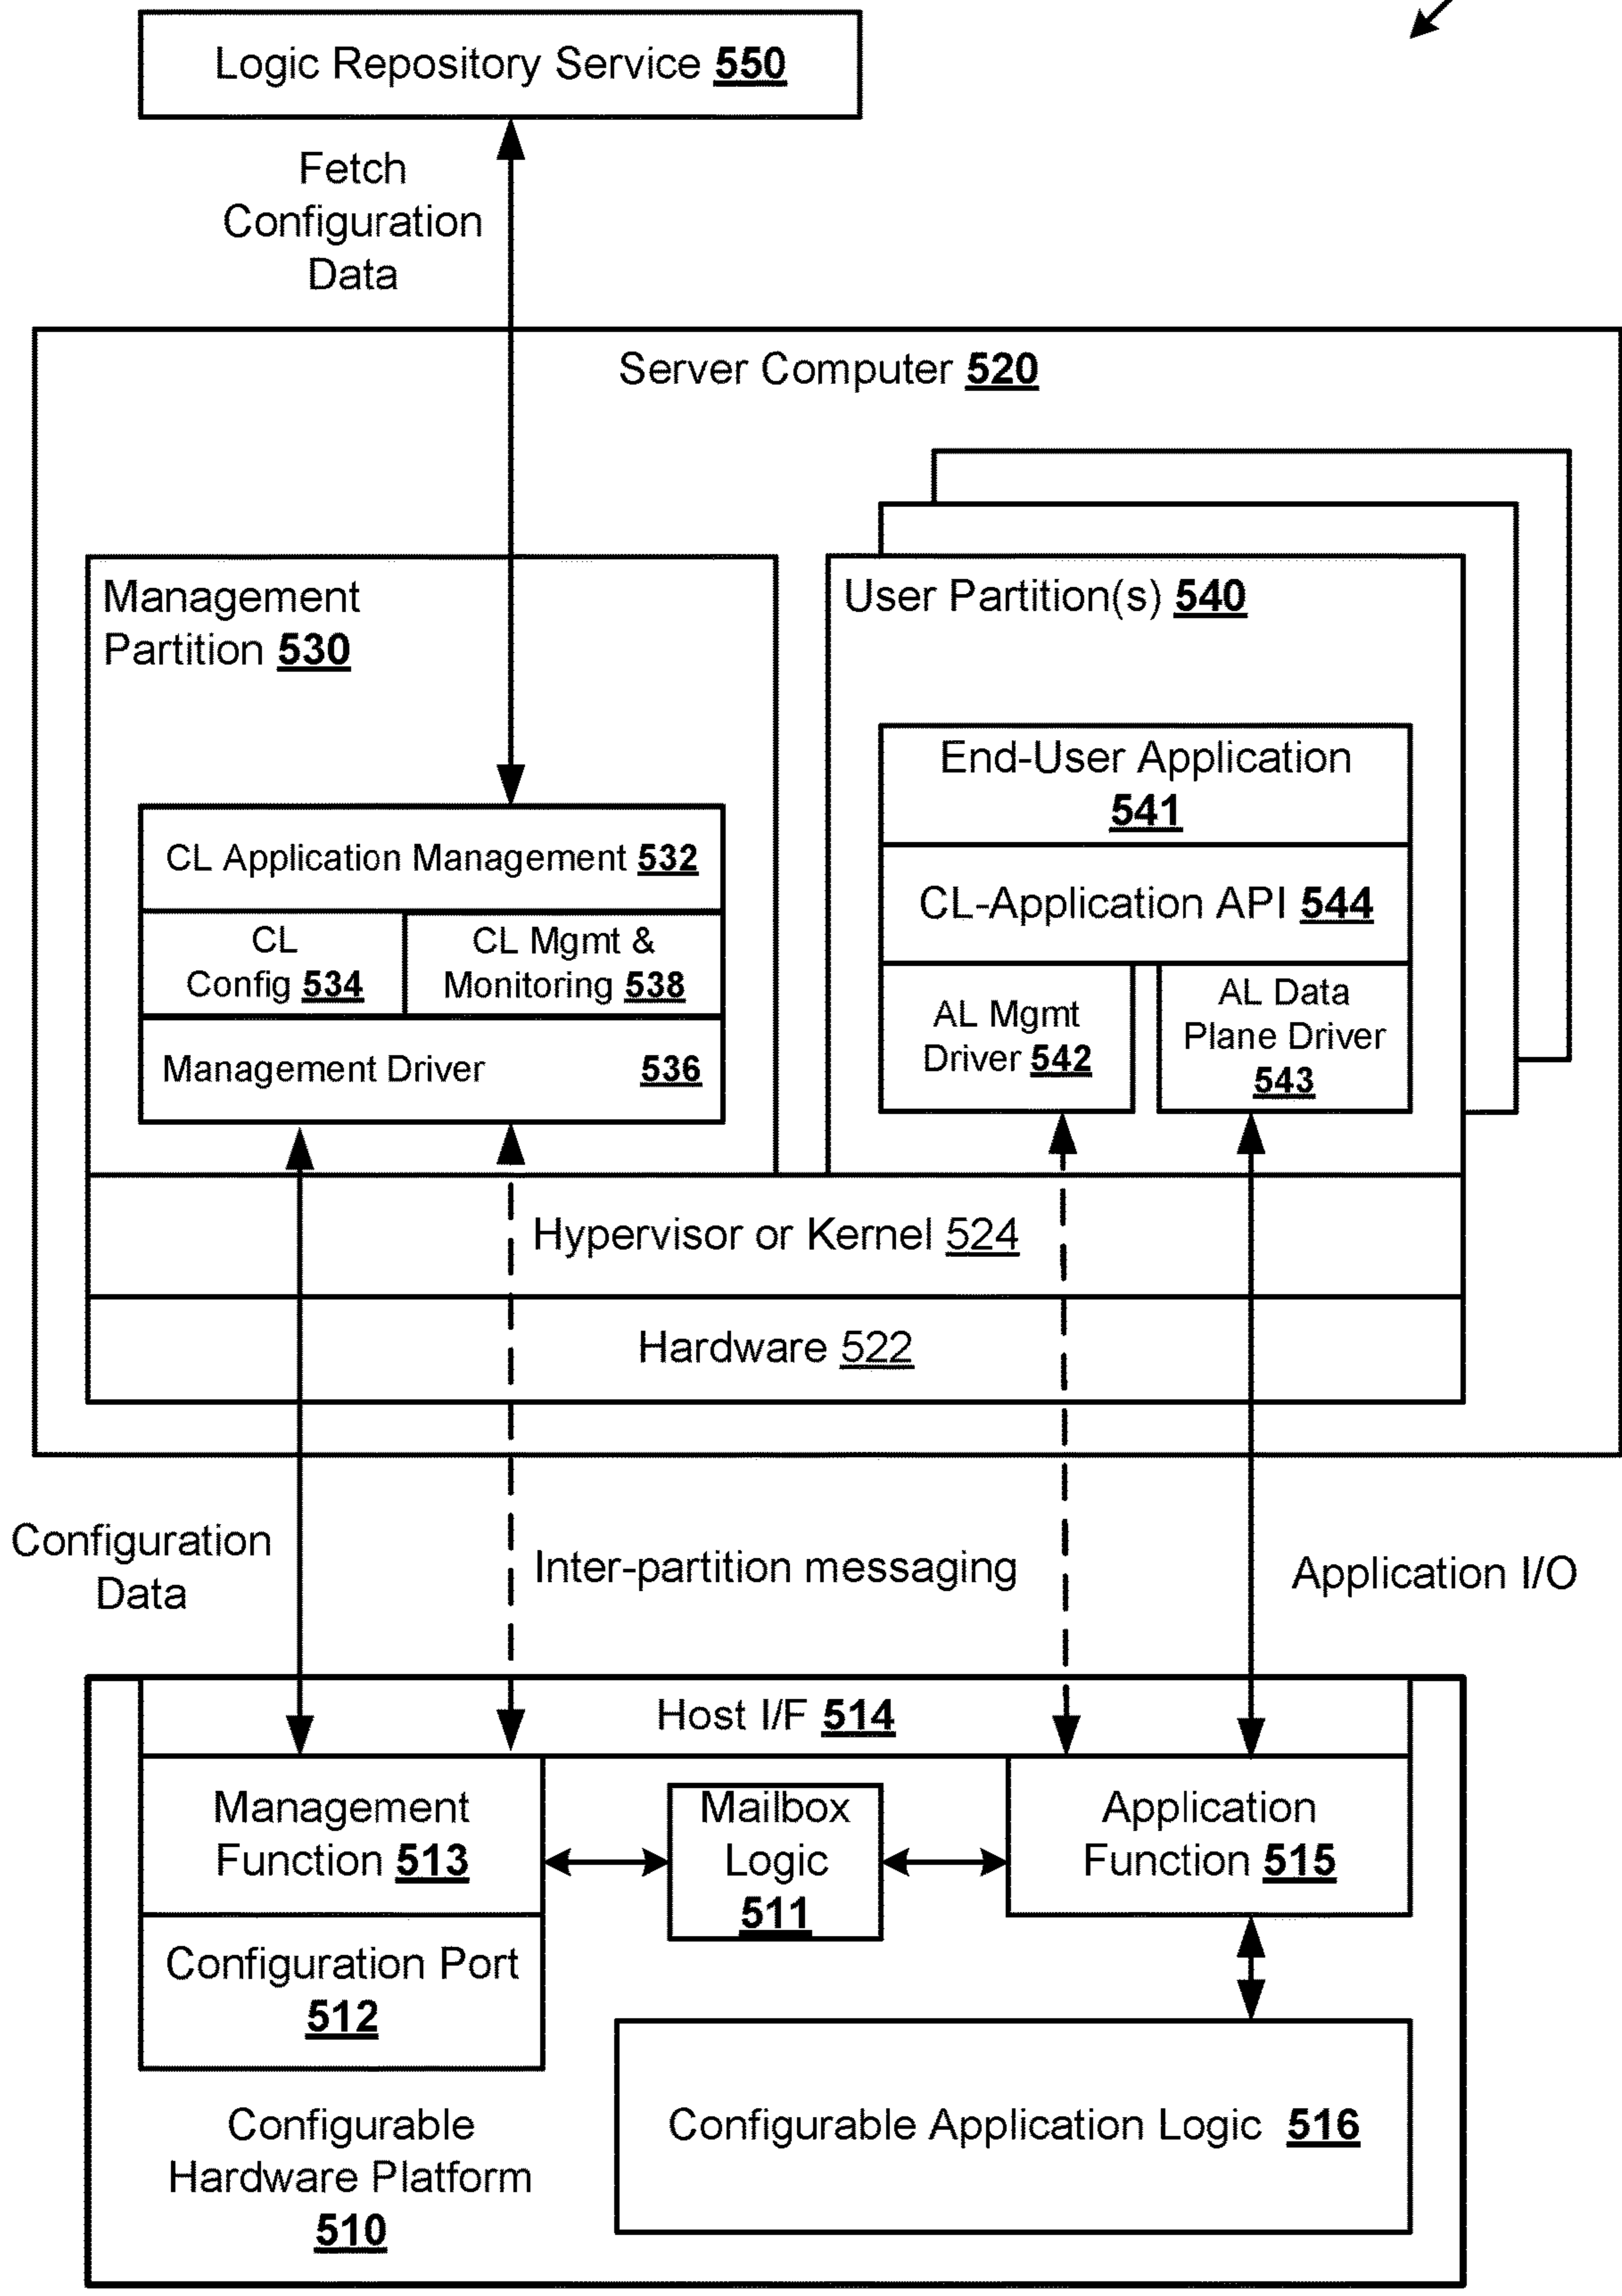 Logic Repository Service 550
Fetch
Configuration
Data
Server Computer 520
Management
Partition 530
CL Application Management 532
CL
Config 534
CL Mgmt &
Monitoring 538
Management Driver 536
User Partition(s) 540
End-User Application
541
CL-Application API 544
AL Mgmt
Driver 542
AL Data
Plane Driver
543
Hypervisor or Kernel 524
Hardware 522
Configuration
Data
Inter-partition messaging
Application I/O
Host I/F 514
Management
Function 513
Mailbox
Logic
511
Application
Function 515
Configuration Port
512
Configurable
Hardware Platform
510
Configurable Application Logic 516